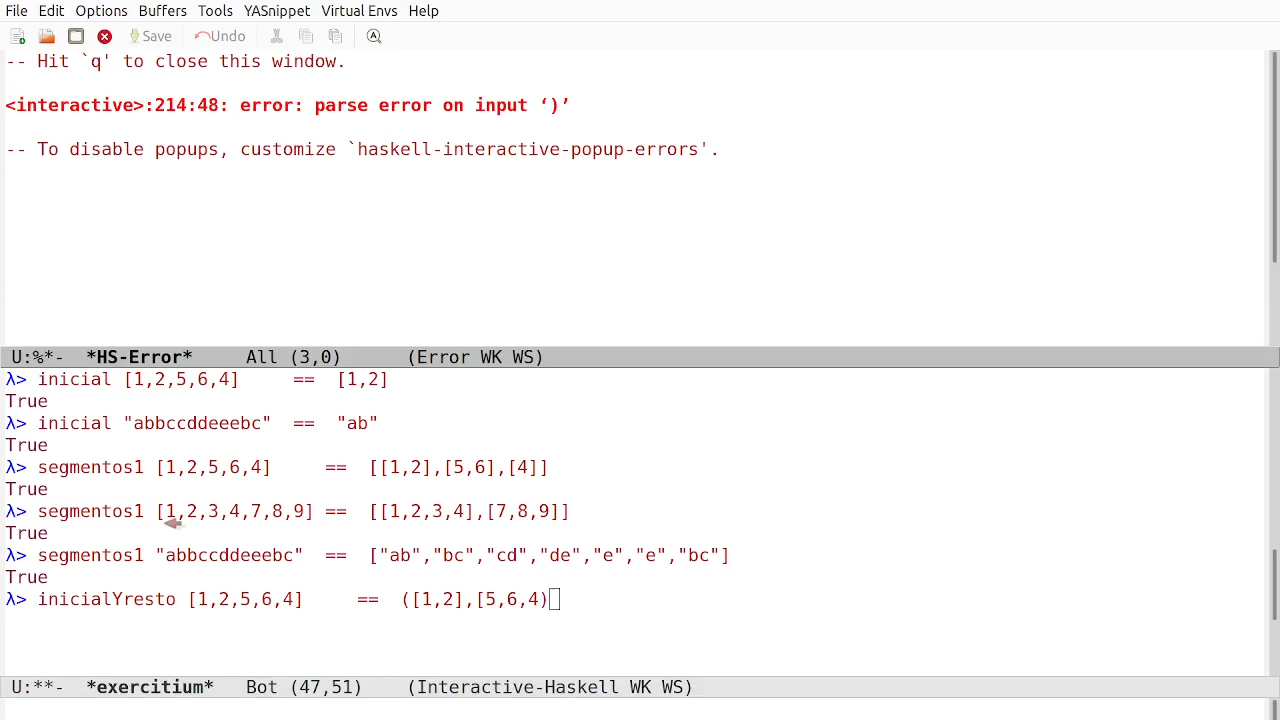 File Edit Options Buffers Tools YASnippet Virtual Envs Help
Save Undo
-- Hit `q' to close this window.
<interactive>:214:48: error: parse error on input ‘)’
-- To disable popups, customize `haskell-interactive-popup-errors'.
U:%*- *HS-Error* All (3,0) (Error WK WS)
λ> inicial [1,2,5,6,4] == [1,2]
True
λ> inicial "abbccddeeebc" == "ab"
True
λ> segmentos1 [1,2,5,6,4] == [[1,2],[5,6],[4]]
True
λ> segmentos1 [1,2,3,4,7,8,9] == [[1,2,3,4],[7,8,9]]
True
λ> segmentos1 "abbccddeeebc" == ["ab","bc","cd","de","e","e","bc"]
True
λ> inicialYresto [1,2,5,6,4] == ([1,2],[5,6,4)
U:**- *exercitium* Bot (47,51) (Interactive-Haskell WK WS)